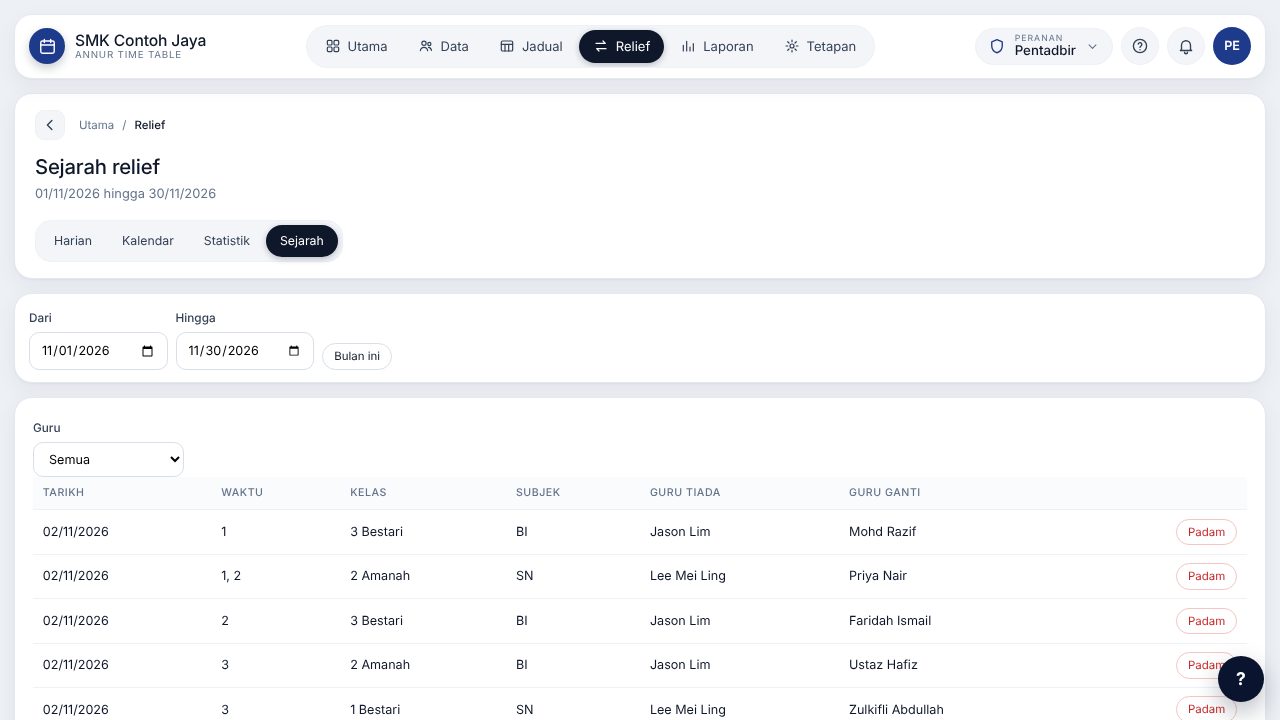 SMK Contoh Jaya
ANNUR TIME TABLE
Utama
Data
Jadual
Relief
Laporan
Tetapan
PERANAN
Pentadbir
PE
Utama / Relief
Sejarah relief
01/11/2026 hingga 30/11/2026
Harian
Kalendar
Statistik
Sejarah
Dari
Hingga
11/01/2026
11/30/2026
Bulan ini
Guru
Semua
TARIKH WAKTU KELAS SUBJEK GURU TIADA GURU GANTI
02/11/2026 1 3 Bestari BI Jason Lim Mohd Razif Padam
02/11/2026 1, 2 2 Amanah SN Lee Mei Ling Priya Nair Padam
02/11/2026 2 3 Bestari BI Jason Lim Faridah Ismail Padam
02/11/2026 3 2 Amanah BI Jason Lim Ustaz Hafiz Padam
02/11/2026 3 1 Bestari SN Lee Mei Ling Zulkifli Abdullah Padam
?